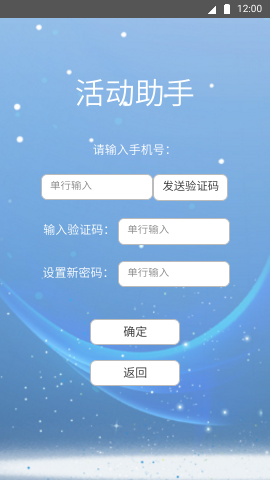 12:00
活动助手
请输入手机号：
单行输入 发送验证码
输入验证码： 单行输入
设置新密码： 单行输入
确定
返回